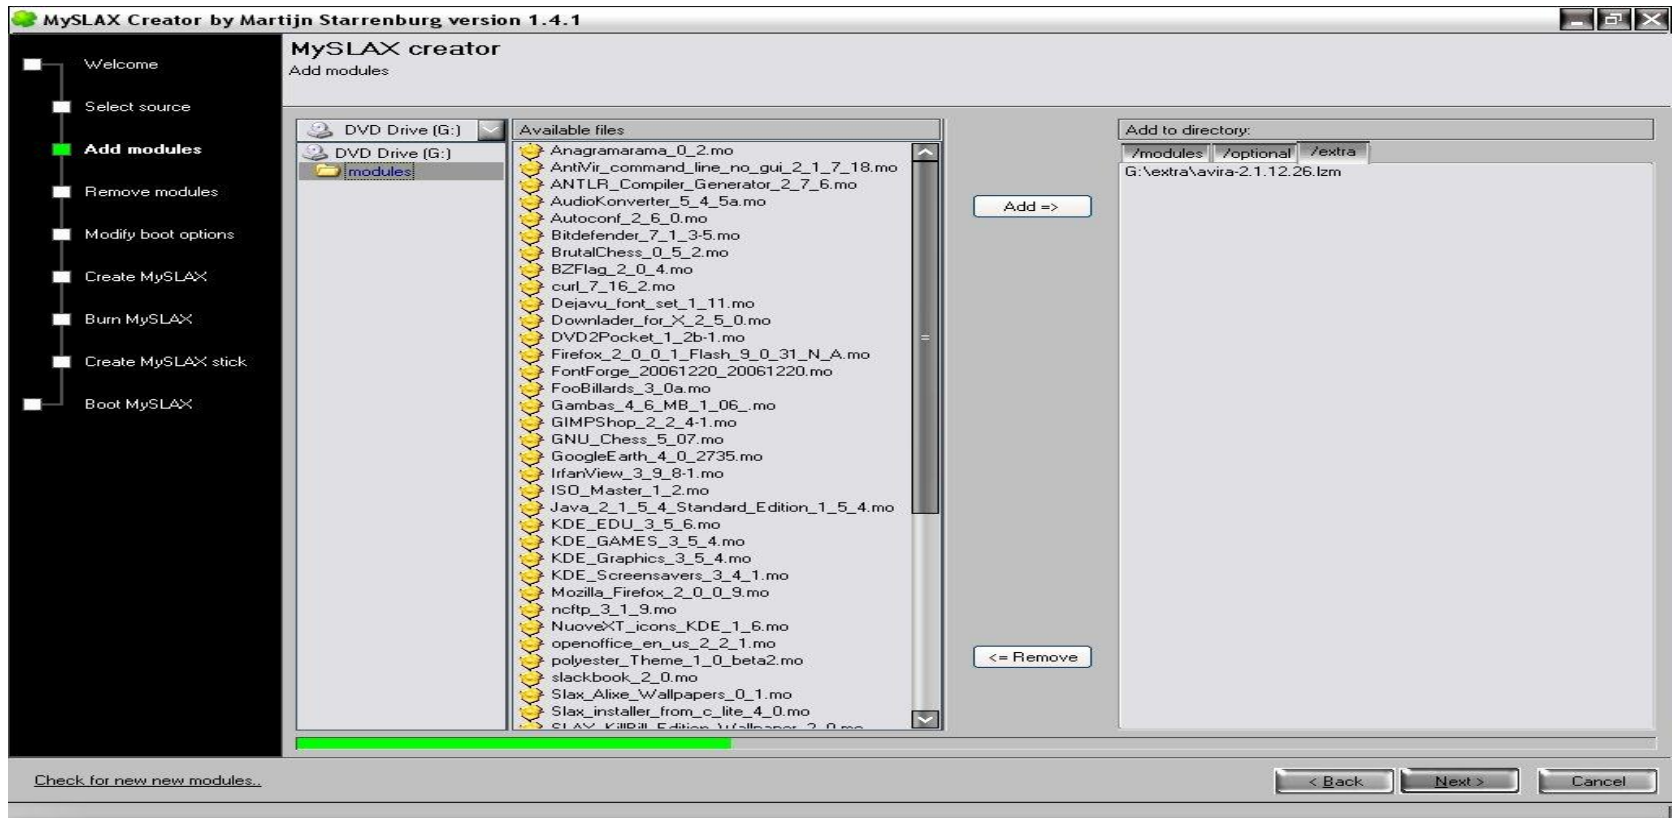 MySLAX Creator by Martijn Starrenburg version 1.4.1
MySLAX creator
Add modules
Welcome
Select source
Add modules
Remove modules
Modify boot options
Create MySLAX
Burn MySLAX
Create MySLAX stick
Boot MySLAX
DVD Drive (G:)
DVD Drive (G:)
modules
Available files
Anagramarama_0_2.mo
AntiVir_command_line_no_gui_2_1_7_18.mo
ANTLR_Compiler_Generator_2_7_6.mo
AudioKonverter_5_4_5a.mo
Autoconf_2_6_0.mo
Bitdefender_7_1_3-5.mo
BrutalChess_0_5_2.mo
BZFlag_2_0_4.mo
curl_7_16_2.mo
Dejavu_font_set_1_11.mo
Downlader_for_X_2_5_0.mo
DVD2Pocket_1_2b-1.mo
Firefox_2_0_0_1_Flash_9_0_31_N_A.mo
FontForge_20061220_20061220.mo
FooBillards_3_0a.mo
Gambas_4_6_MB_1_06_.mo
GIMPShop_2_2_4-1.mo
GNU_Chess_5_07.mo
GoogleEarth_4_0_2735.mo
IrfanView_3_9_8-1.mo
ISO_Master_1_2.mo
Java_2_1_5_4_Standard_Edition_1_5_4.mo
KDE_EDU_3_5_6.mo
KDE_GAMES_3_5_4.mo
KDE_Graphics_3_5_4.mo
KDE_Screensavers_3_4_1.mo
Mozilla_Firefox_2_0_0_9.mo
ncftp_3_1_9.mo
NuoveXT_icons_KDE_1_6.mo
openoffice_en_us_2_2_1.mo
polyester_Theme_1_0_beta2.mo
slackbook_2_0.mo
Slax_Alixe_Wallpapers_0_1.mo
Slax_installer_from_c_lite_4_0.mo
SLAX_KillBill_Edition_Wallpaper_2_0.mo
Add =>
<= Remove
Add to directory:
/modules /optional /extra
G:\extra\avira-2.1.12.26.lzm
Check for new new modules..
< Back
Next >
Cancel